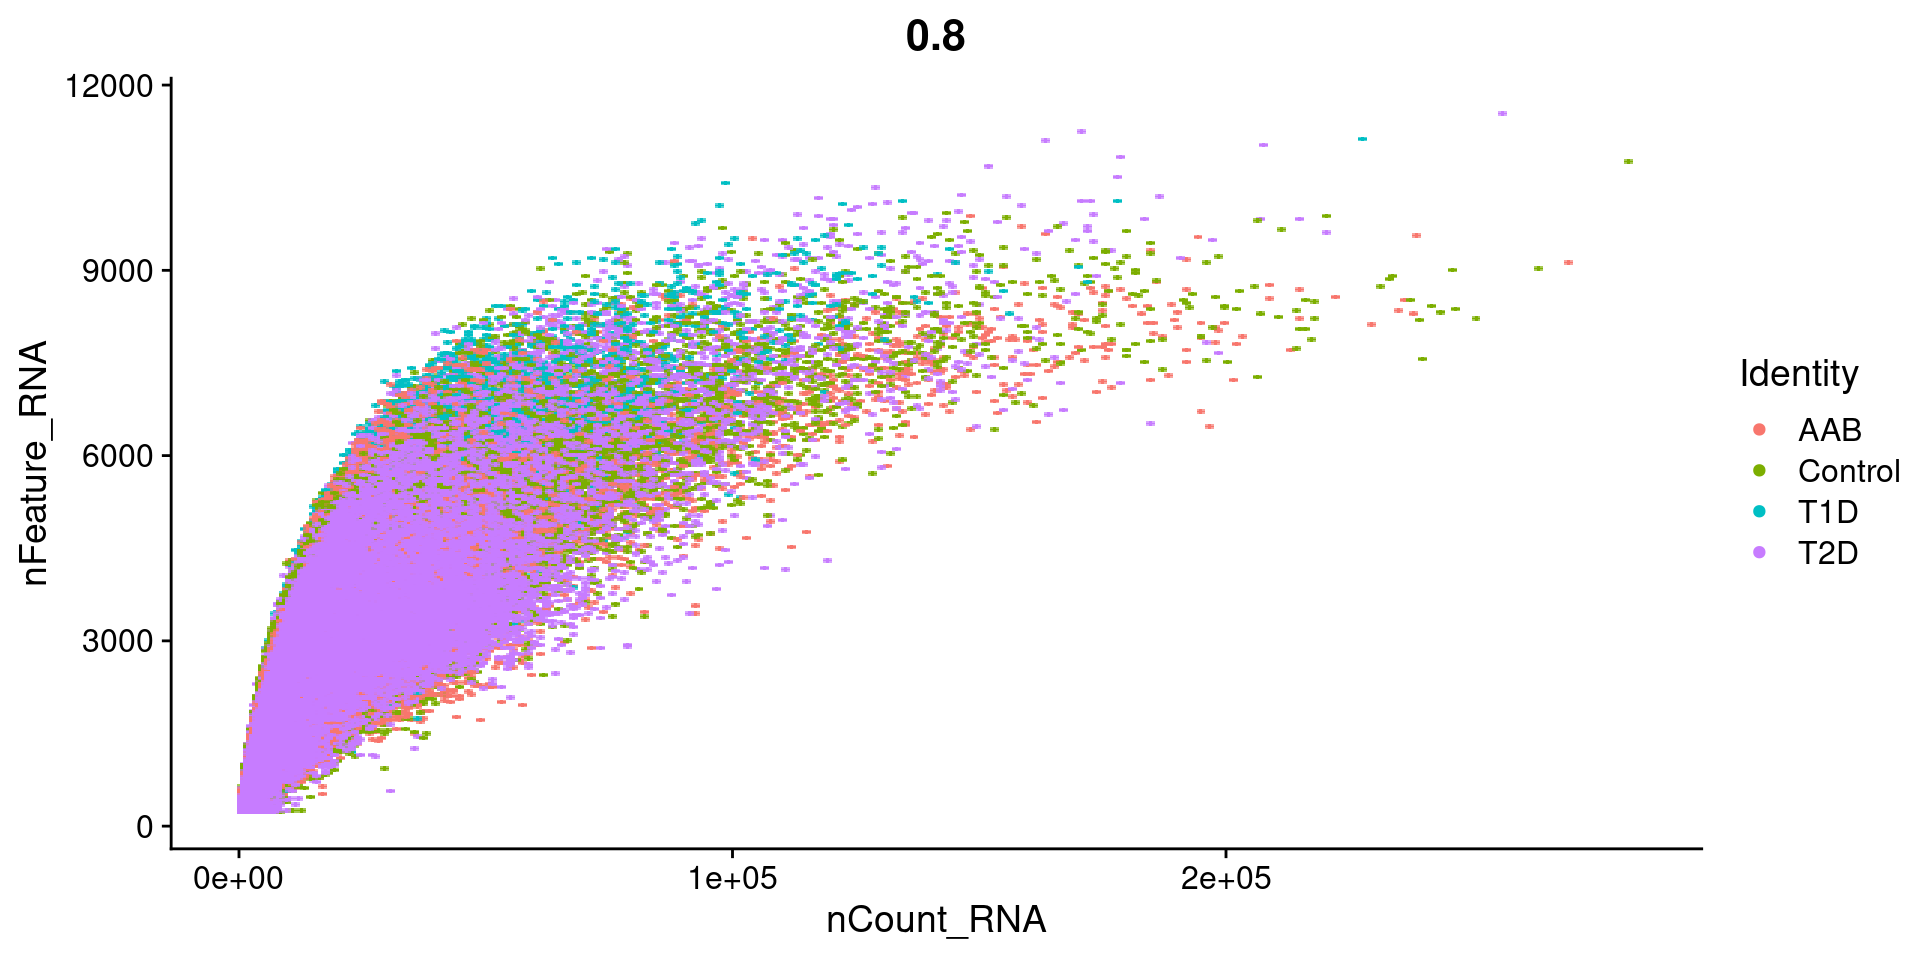 0.8
12000
9000
6000
3000
0
nFeature_RNA
0e+00
1e+05
2e+05
nCount_RNA
Identity
AAB
Control
T1D
T2D